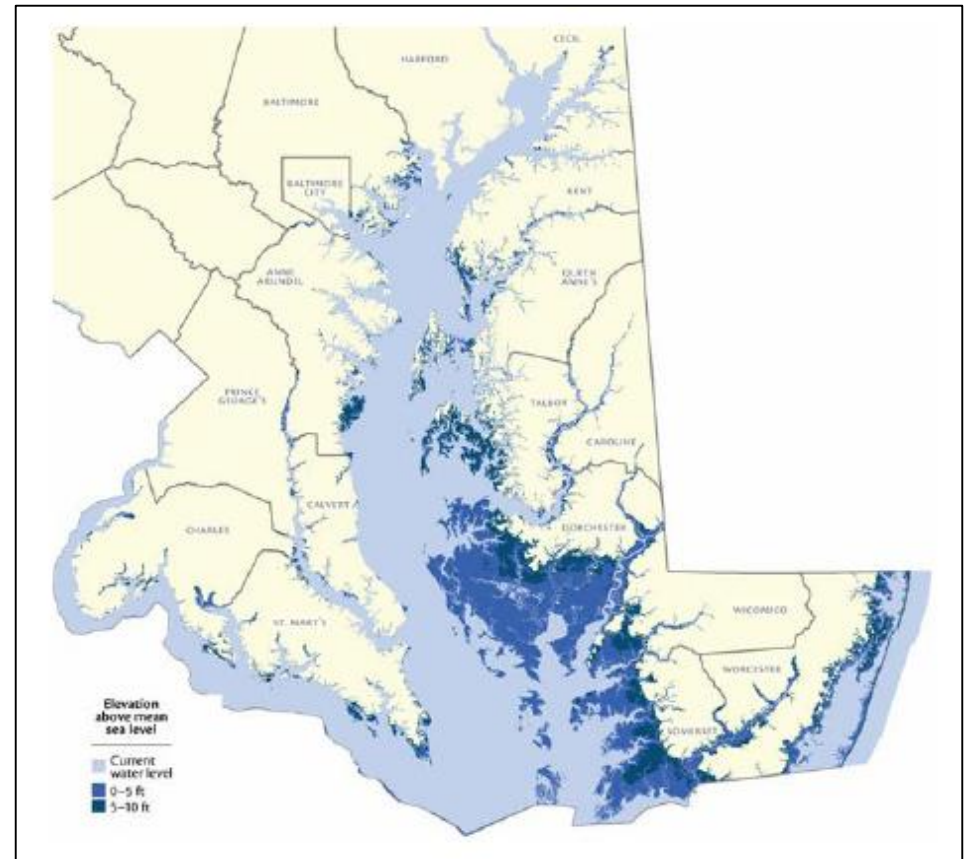 CECIL
HARFORD
BALTIMORE
BALTIMORE
CITY
KENT
QUEEN
ANNE'S
ANNE
ARUNDEL
PRINCE
GEORGE'S
TALBOT
CAROLINE
CALVERT
CHARLES
DORCHESTER
WICOMICO
ST. MARY'S
WORCESTER
SOMERSET
Elevation
above mean
sea level
Current
water level
0–5 ft
5–10 ft